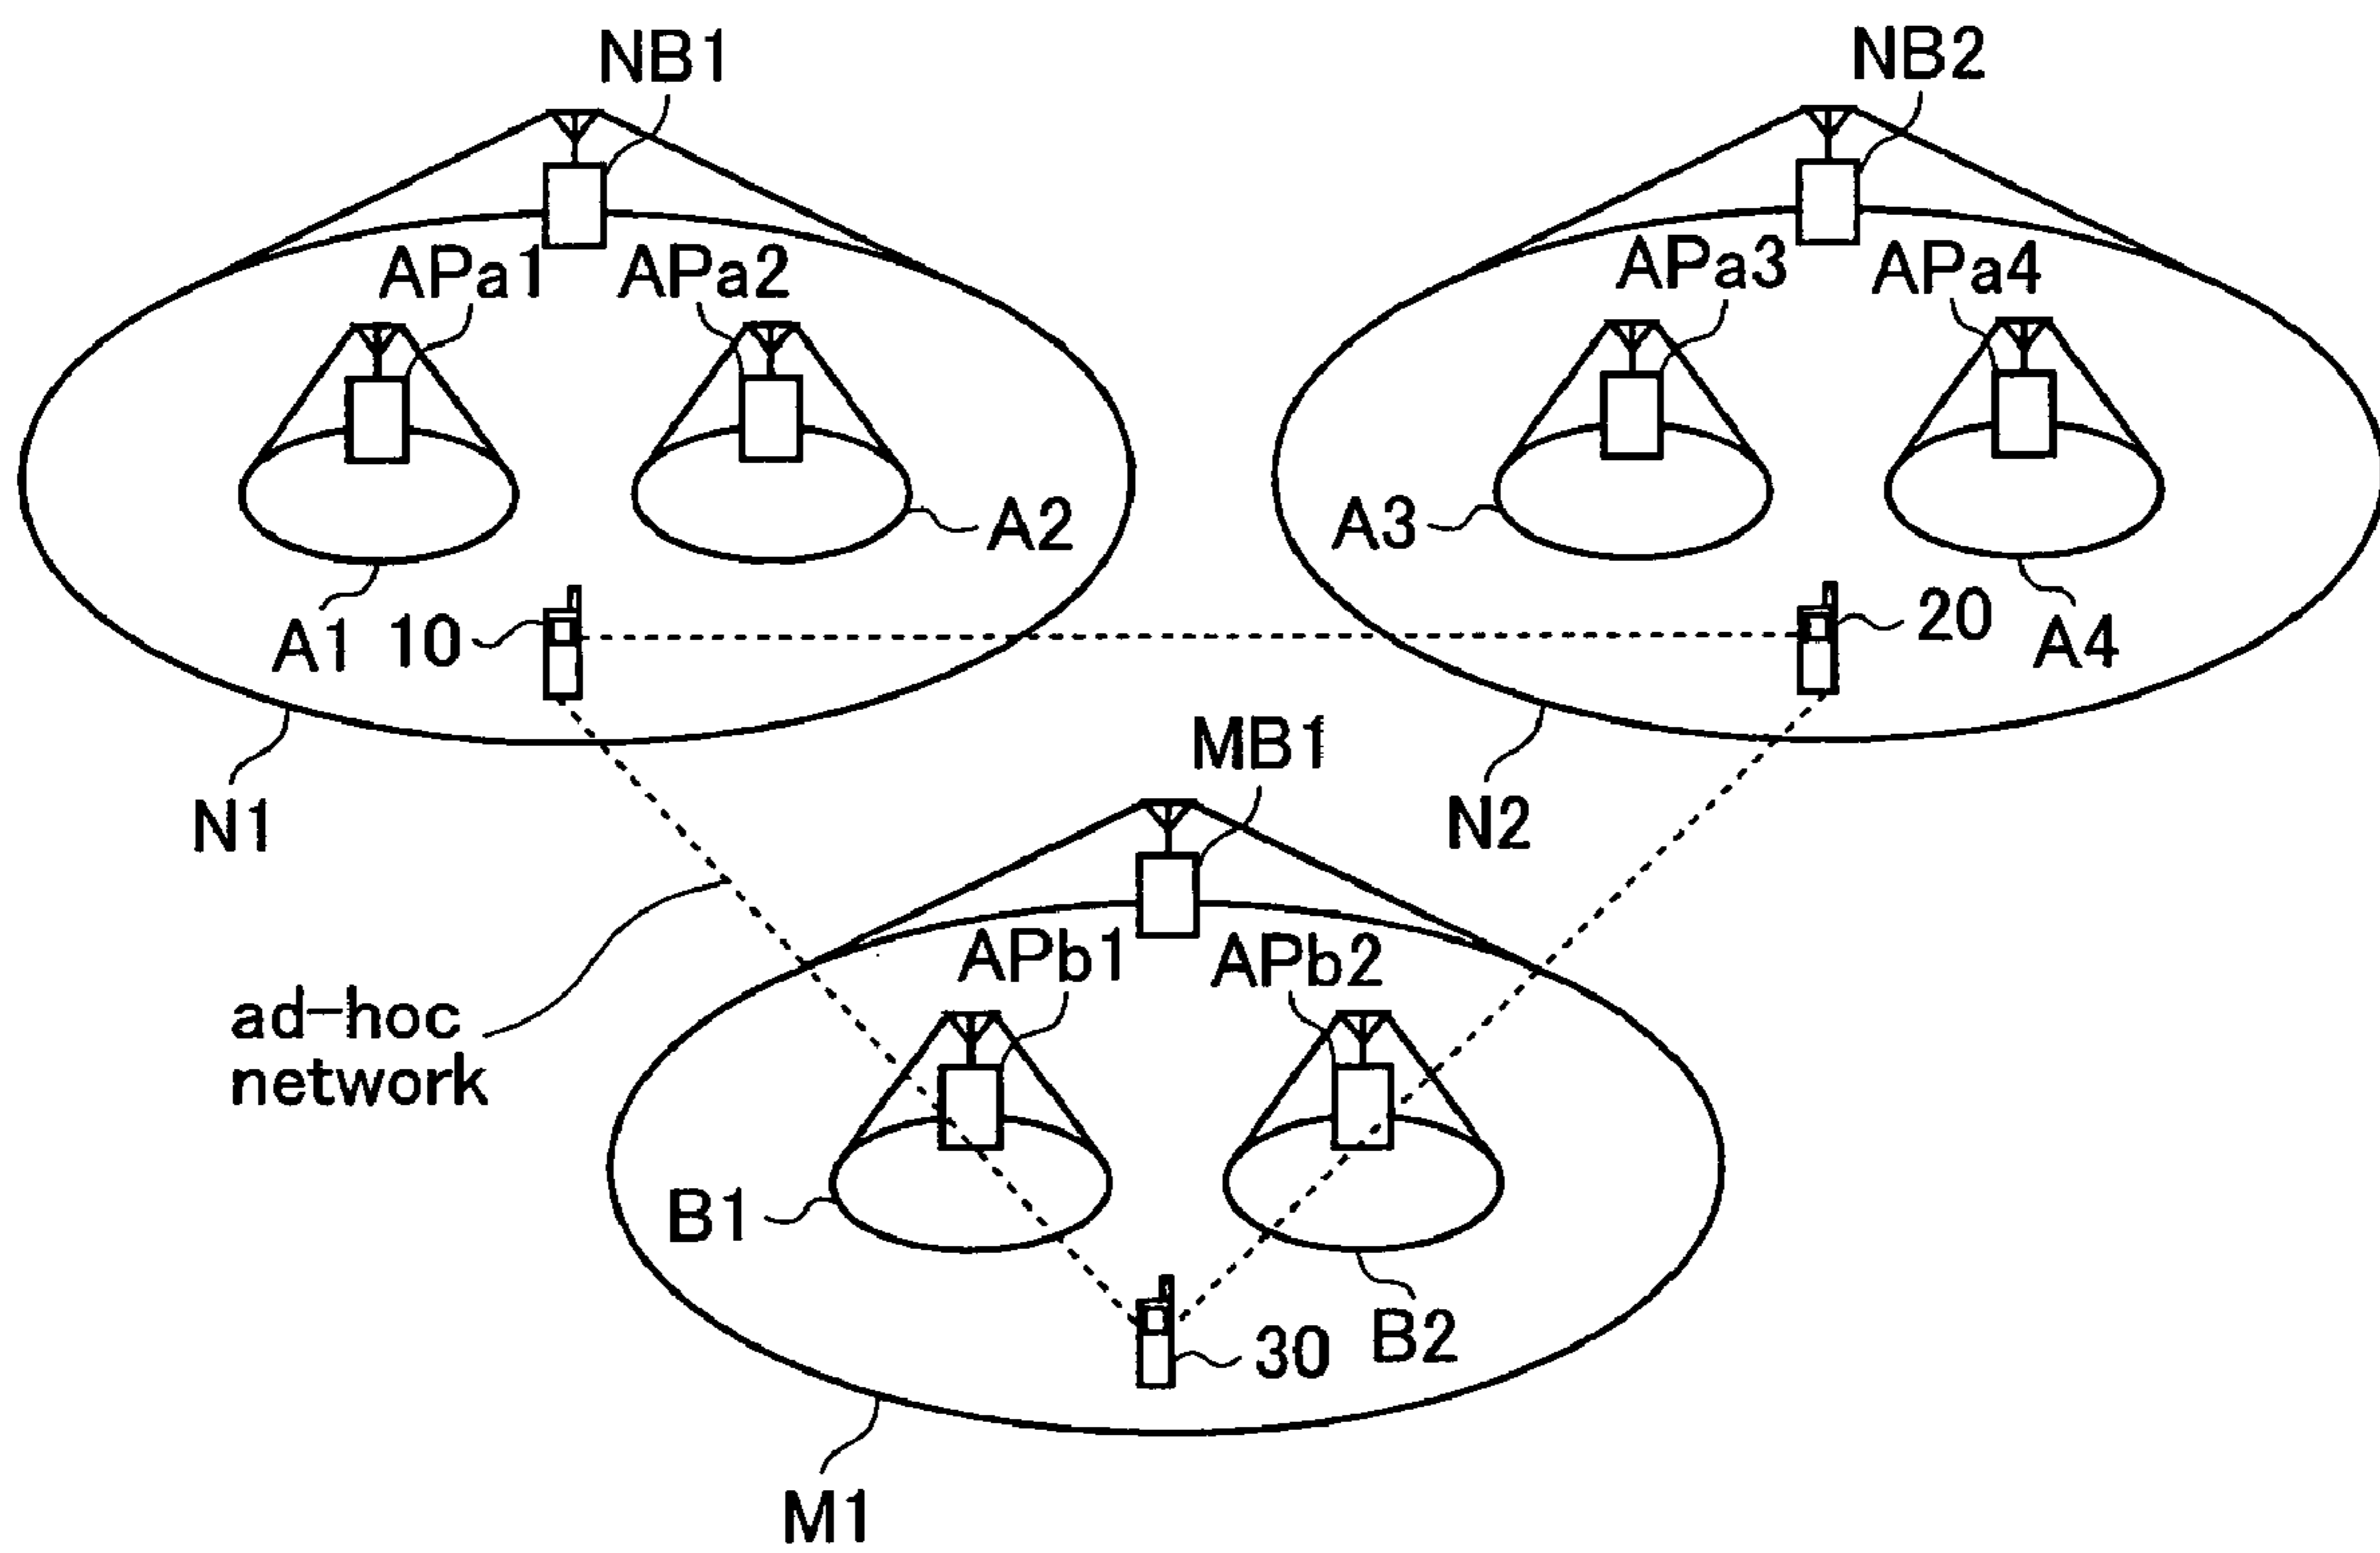 NB1
NB2
APa1
APa2
APa3
APa4
A2
A3
A1
10
20
A4
N1
MB1
N2
APb1
APb2
ad-hoc
network
B1
30
B2
M1